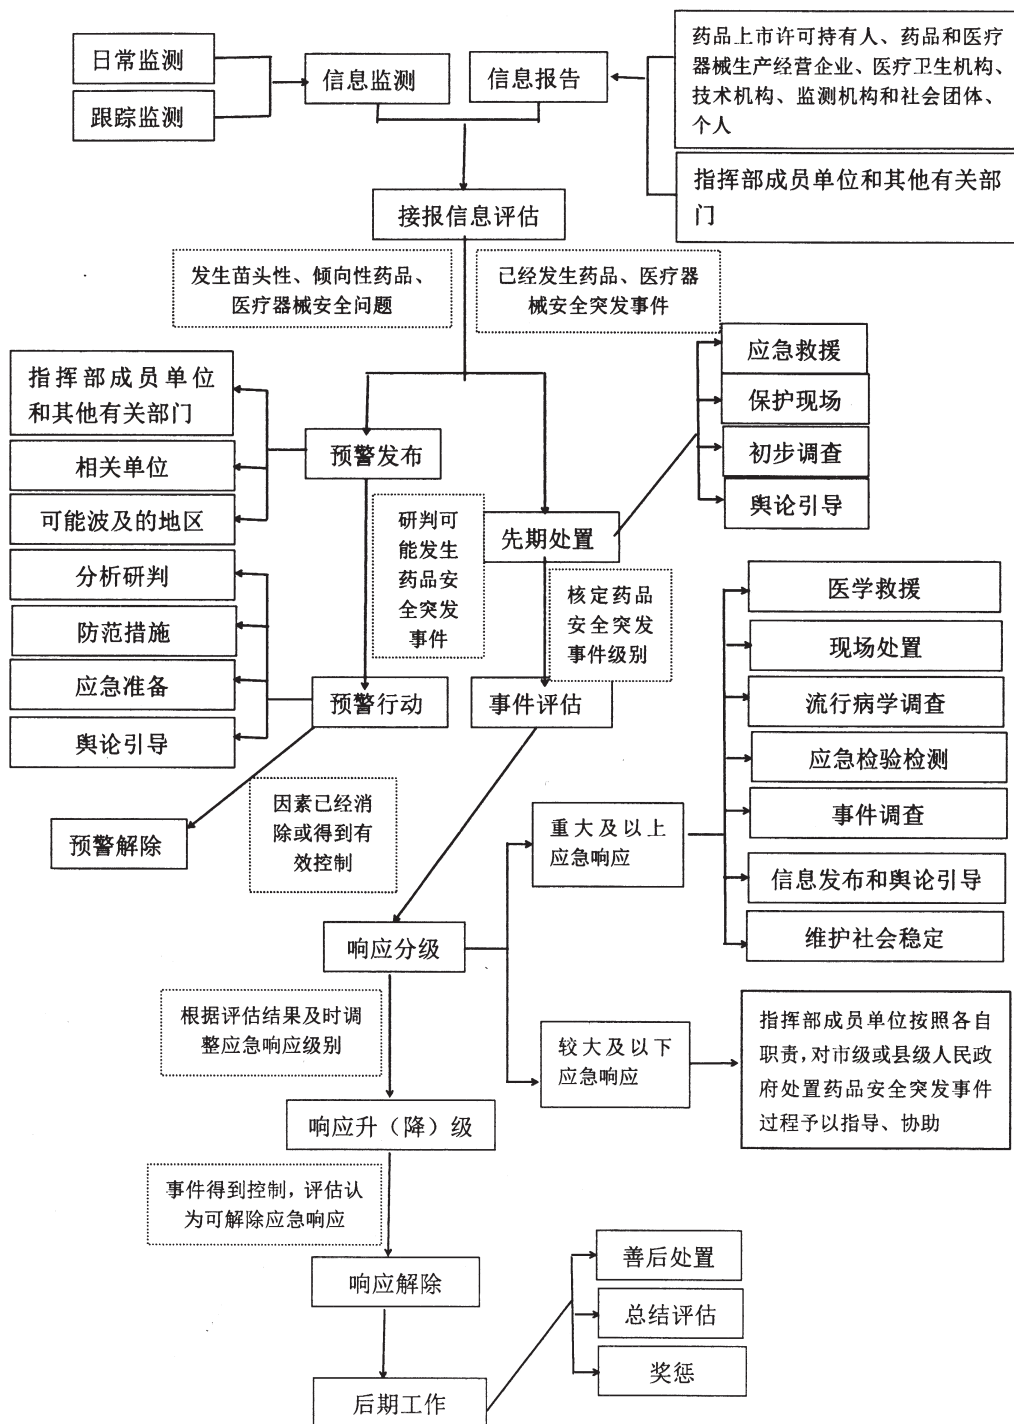 日常监测
跟踪监测
信息监测
信息报告
药品上市许可持有人、药品和医疗
器械生产经营企业、医疗卫生机构、
技术机构、监测机构和社会团体、
个人
指挥部成员单位和其他有关部
门
接报信息评估
发生苗头性、倾向性药品、
医疗器械安全问题
已经发生药品、医疗器
械安全突发事件
应急救援
保护现场
初步调查
舆论引导
指挥部成员单位
和其他有关部门
相关单位
可能波及的地区
预警发布
研判可
能发生
药品安
全突发
事件
先期处置
核定药品
安全突发
事件级别
分析研判
防范措施
应急准备
舆论引导
预警行动
事件评估
医学救援
现场处置
流行病学调查
应急检验检测
事件调查
信息发布和舆论引导
维护社会稳定
预警解除
因素已经消
除或得到有
效控制
重大及以上
应急响应
响应分级
根据评估结果及时调
整应急响应级别
较大及以下
应急响应
指挥部成员单位按照各自
职责，对市级或县级人民政
府处置药品安全突发事件
过程予以指导、协助
响应升（降）级
事件得到控制，评估认
为可解除应急响应
响应解除
善后处置
总结评估
奖惩
后期工作